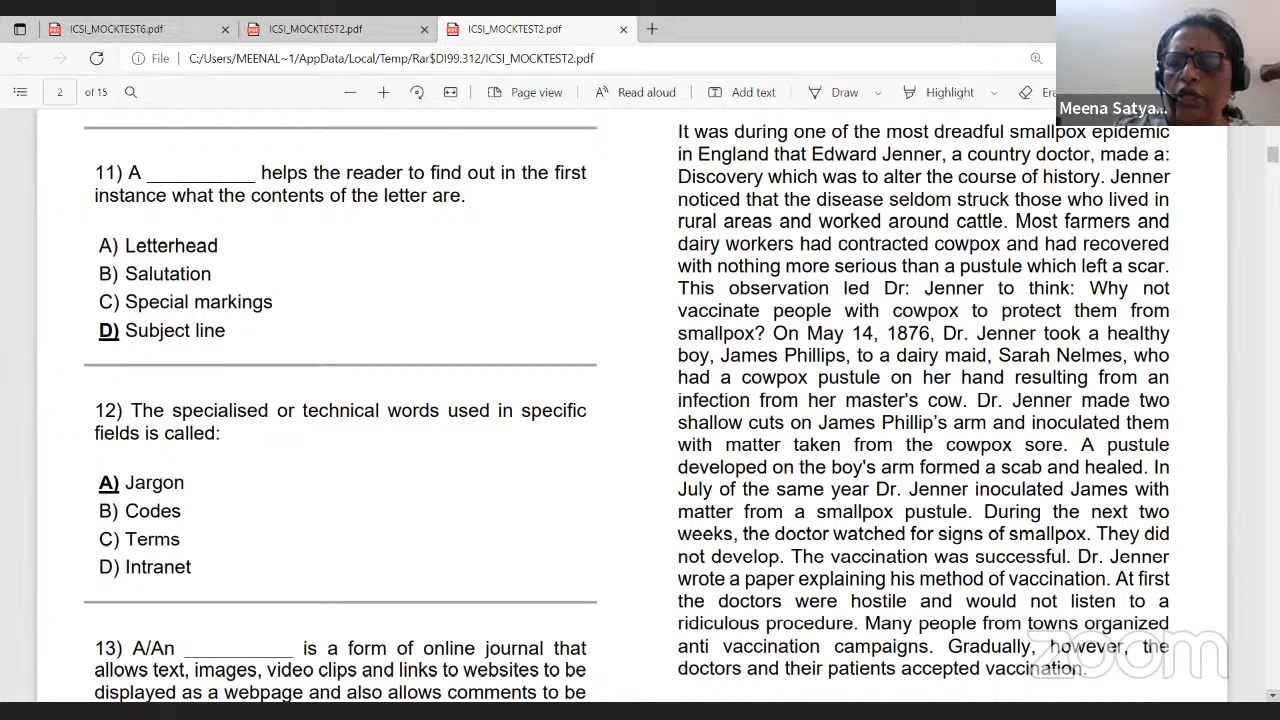 ICSI_MOCKTEST6.pdf
ICSI_MOCKTEST2.pdf
ICSI_MOCKTEST2.pdf
File
C:/Users/MEENAL~1/AppData/Local/Temp/Rar$DI99.312/ICSI_MOCKTEST2.pdf
2 of 15
Page view
Read aloud
Add text
Draw
Highlight
Era
Meena Satya...
11) A __________ helps the reader to find out in the first
instance what the contents of the letter are.
A) Letterhead
B) Salutation
C) Special markings
D) Subject line
12) The specialised or technical words used in specific
fields is called:
A) Jargon
B) Codes
C) Terms
D) Intranet
13) A/An __________ is a form of online journal that
allows text, images, video clips and links to websites to be
displayed as a webpage and also allows comments to be
It was during one of the most dreadful smallpox epidemic
in England that Edward Jenner, a country doctor, made a:
Discovery which was to alter the course of history. Jenner
noticed that the disease seldom struck those who lived in
rural areas and worked around cattle. Most farmers and
dairy workers had contracted cowpox and had recovered
with nothing more serious than a pustule which left a scar.
This observation led Dr: Jenner to think: Why not
vaccinate people with cowpox to protect them from
smallpox? On May 14, 1876, Dr. Jenner took a healthy
boy, James Phillips, to a dairy maid, Sarah Nelmes, who
had a cowpox pustule on her hand resulting from an
infection from her master's cow. Dr. Jenner made two
shallow cuts on James Phillip’s arm and inoculated them
with matter taken from the cowpox sore. A pustule
developed on the boy's arm formed a scab and healed. In
July of the same year Dr. Jenner inoculated James with
matter from a smallpox pustule. During the next two
weeks, the doctor watched for signs of smallpox. They did
not develop. The vaccination was successful. Dr. Jenner
wrote a paper explaining his method of vaccination. At first
the doctors were hostile and would not listen to a
ridiculous procedure. Many people from towns organized
anti vaccination campaigns. Gradually, however, the
doctors and their patients accepted vaccination.
zoom